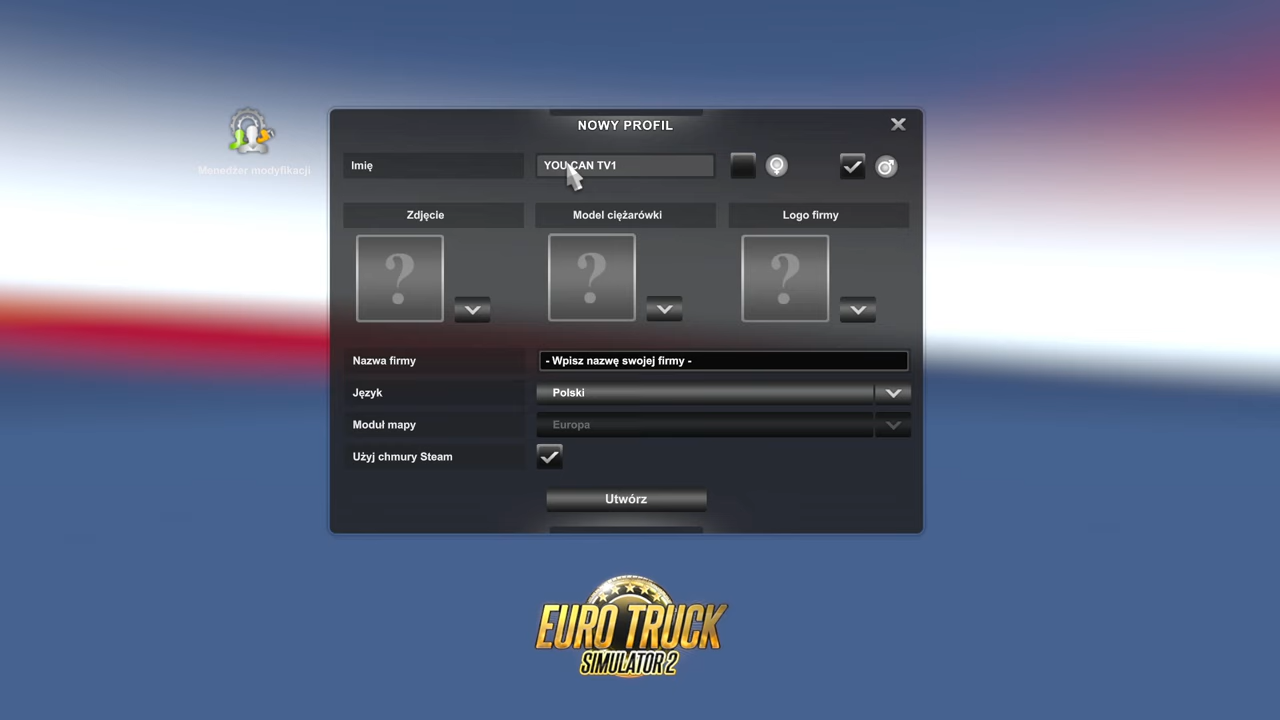 NOWY PROFIL
Imię
YOU CAN TV1
Menedżer modyfikacji
Zdjęcie
Model ciężarówki
Logo firmy
?
?
?
Nazwa firmy
- Wpisz nazwę swojej firmy -
Język
Polski
Moduł mapy
Europa
Użyj chmury Steam
Utwórz
EURO TRUCK
SIMULATOR 2